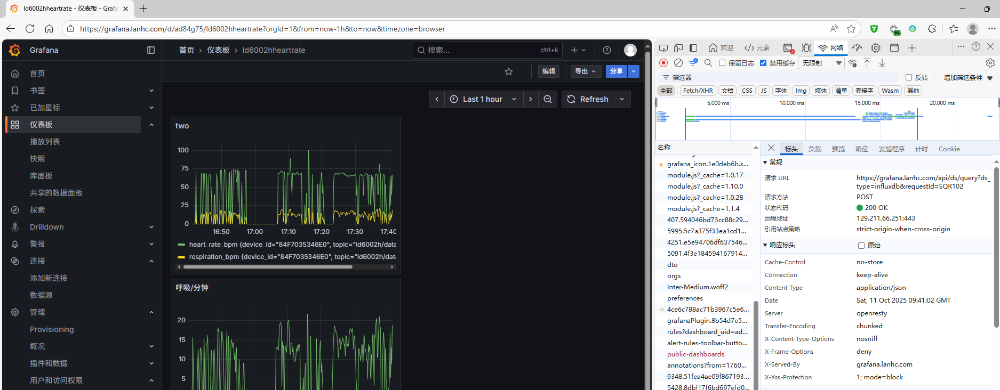 ld6002hheartrate - 仪表板 - Grafa
https://grafana.lanhc.com/d/ad84g75/ld6002hheartrate?orgId=1&from=now-1h&to=now&timezone=browser
Grafana
首页
书签
已加星标
仪表板
播放列表
快照
库面板
共享的数据面板
探索
Drilldown
警报
连接
添加新连接
数据源
管理
Provisioning
概况
插件和数据
用户和访问权限
首页 › 仪表板 › ld6002hheartrate
搜索...
ctrl+k
编辑
导出
分享
Last 1 hour
Refresh
two
100
75
50
25
0
16:50
17:00
17:10
17:20
17:30
17:40
heart_rate_bpm {device_id="84F7035346E0", topic="ld6002h/data
respiration_bpm {device_id="84F7035346E0", topic="ld6002h/data
呼吸/分钟
20
15
10
5
欢迎
元素
网络
保留日志
禁用缓存
无限制
筛选器
反转
增加筛选条件
全部
Fetch/XHR
文档
CSS
JS
字体
Img
媒体
清单
套接字
Wasm
其他
5,000 ms
10,000 ms
15,000 ms
20,000 ms
名称
grafana_icon.1e0deb6b.s...
module.js?_cache=1.0.17
module.js?_cache=1.10.0
module.js?_cache=1.0.28
module.js?_cache=1.1.4
407.594046bd73cc88c29...
5995.5c7a375f33ea1cd1...
4251.e5e94706df637546...
5091.4f3e184594167914...
dto
orgs
Inter-Medium.woff2
preferences
4ce6c788ac71b3967c5e6...
grafanaPlugin.8b54d7e5...
rules?dashboard_uid=ad...
alert-rules-toolbar-butto...
public-dashboards
annotations?from=1760...
9348.51fea4ae09f867193...
5428.8dbf17f6bd697efd0...
标头
负载
预览
响应
发起程序
计时
Cookie
常规
请求 URL
https://grafana.lanhc.com/api/ds/query?ds_
type=influxdb&requestId=SQR102
请求方法
POST
状态代码
200 OK
远程地址
129.211.66.251:443
引用站点策略
strict-origin-when-cross-origin
响应标头
原始
Cache-Control
no-store
Connection
keep-alive
Content-Type
application/json
Date
Sat, 11 Oct 2025 09:41:02 GMT
Server
openresty
Transfer-Encoding
chunked
X-Content-Type-Options
nosniff
X-Frame-Options
deny
X-Served-By
grafana.lanhc.com
X-Xss-Protection
1; mode=block